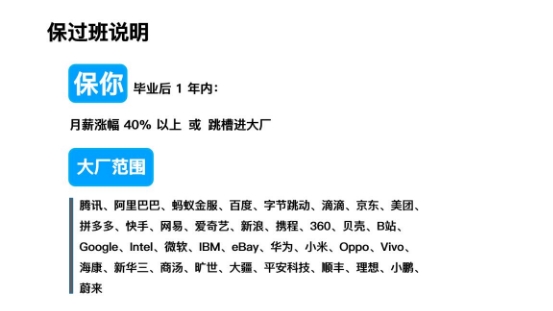 保过班说明
保你 毕业后 1 年内：
月薪涨幅 40% 以上 或 跳槽进大厂
大厂范围
腾讯、阿里巴巴、蚂蚁金服、百度、字节跳动、滴滴、京东、美团、
拼多多、快手、网易、爱奇艺、新浪、携程、360、贝壳、B站、
Google、Intel、微软、IBM、eBay、华为、小米、Oppo、Vivo、
海康、新华三、商汤、旷世、大疆、平安科技、顺丰、理想、小鹏、
蔚来